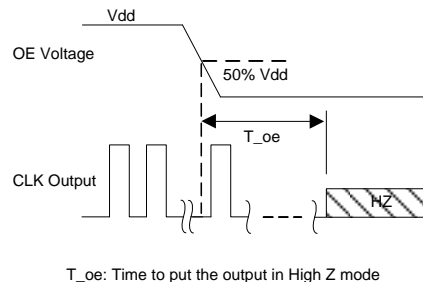 Vdd
OE Voltage
50% Vdd
T_oe
CLK Output
HZ
T_oe: Time to put the output in High Z mode